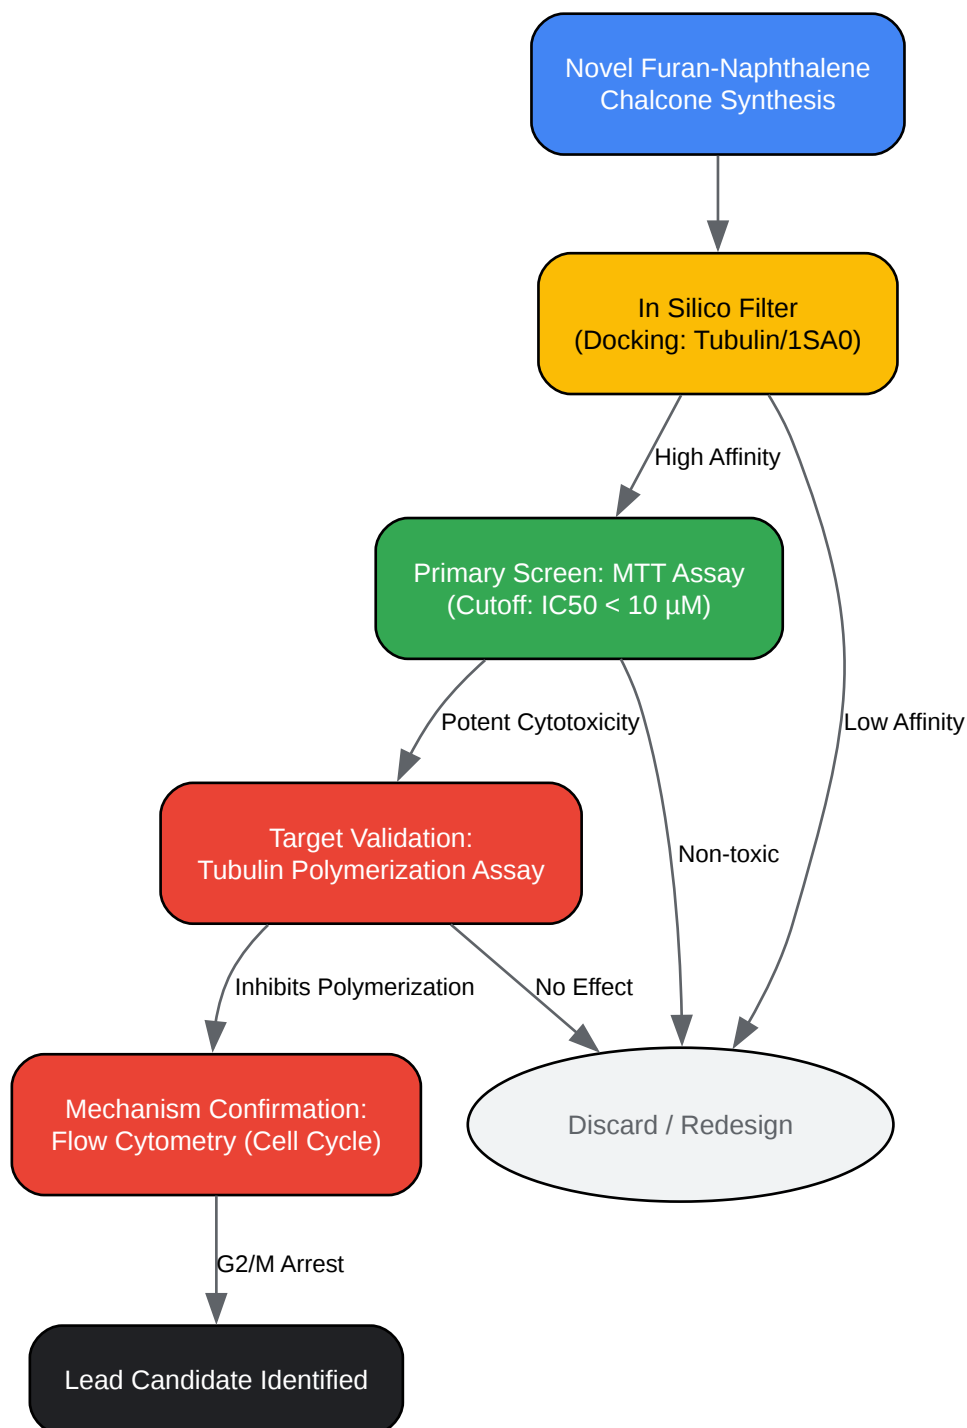 Novel Furan-Naphthalene
Chalcone Synthesis
In Silico Filter
(Docking: Tubulin/1SA0)
High Affinity
Primary Screen: MTT Assay
(Cutoff: IC50 < 10 µM)
Potent Cytotoxicity
Low Affinity
Target Validation:
Tubulin Polymerization Assay
Non-toxic
Inhibits Polymerization
No Effect
Mechanism Confirmation:
Flow Cytometry (Cell Cycle)
Discard / Redesign
G2/M Arrest
Lead Candidate Identified